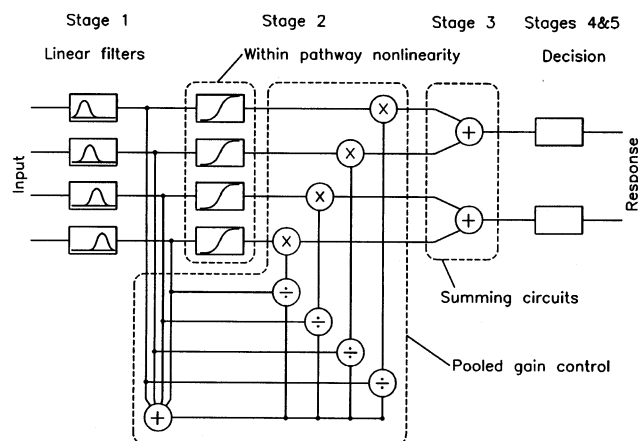 Stage 1
Stage 2
Stage 3
Stages 4&5
Linear filters
Within pathway nonlinearity
Decision
Input
Response
Summing circuits
Pooled gain control